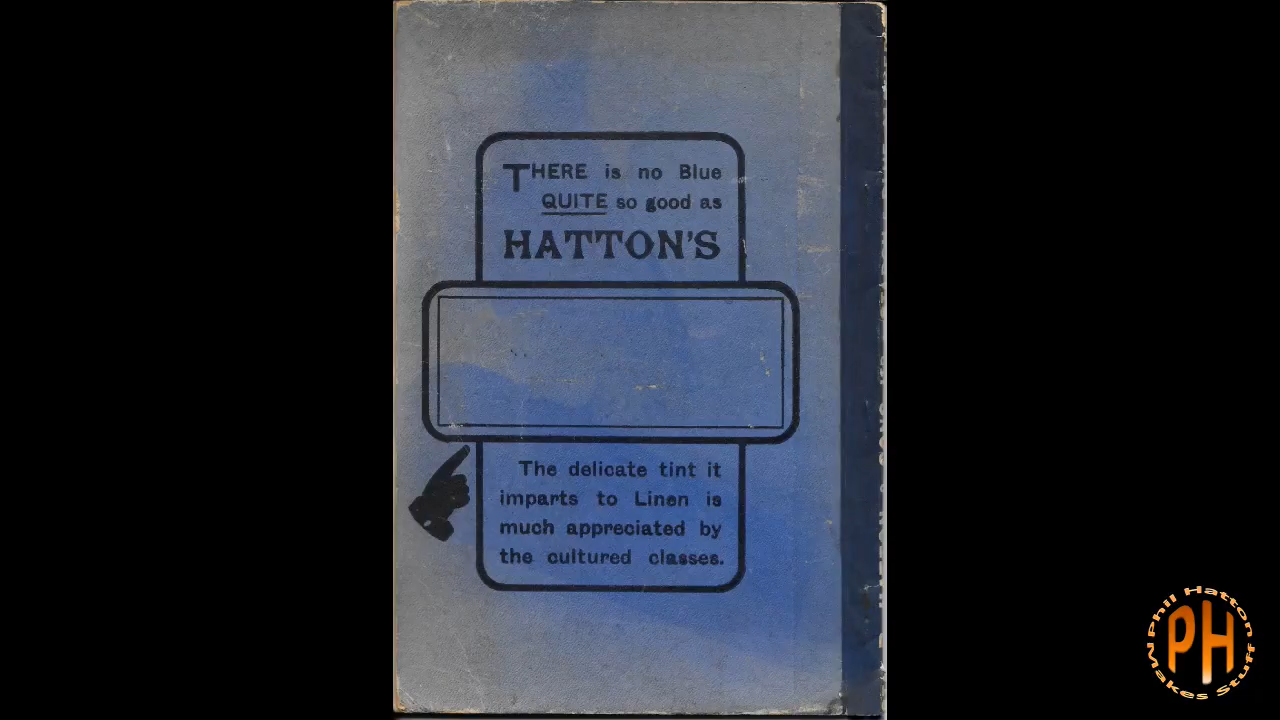 THERE is no Blue
QUITE so good as
HATTON'S
The delicate tint it
imparts to Linen is
much appreciated by
the cultured classes.
Phil Hatton
PH
Makes Stuff